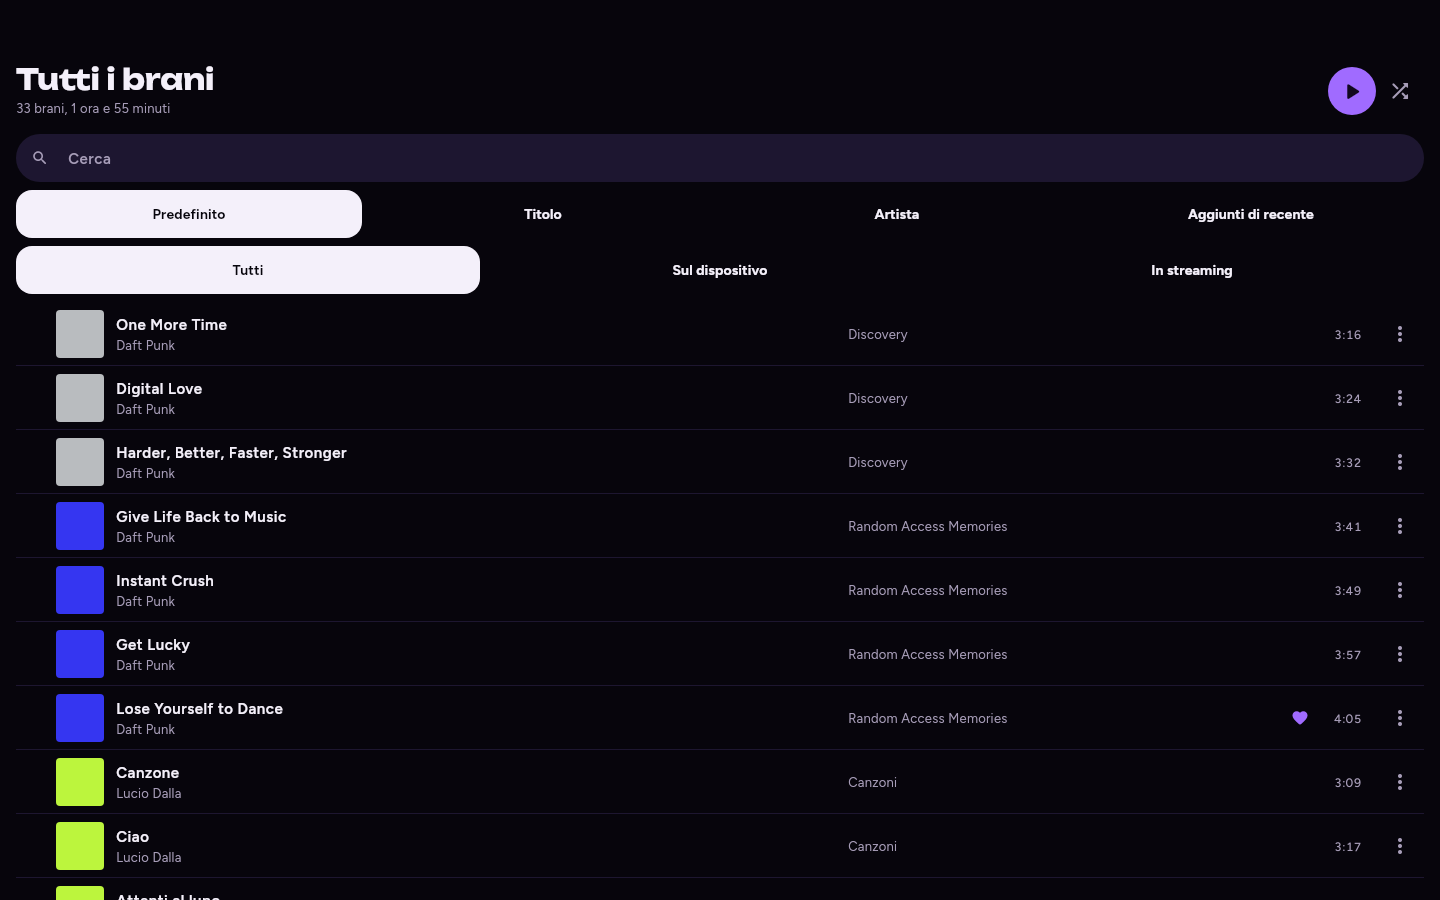 Tutti i brani
33 brani, 1 ora e 55 minuti
Cerca
Predefinito Titolo Artista Aggiunti di recente
Tutti Sul dispositivo In streaming
One More Time
Daft Punk
Discovery 3:16
Digital Love
Daft Punk
Discovery 3:24
Harder, Better, Faster, Stronger
Daft Punk
Discovery 3:32
Give Life Back to Music
Daft Punk
Random Access Memories 3:41
Instant Crush
Daft Punk
Random Access Memories 3:49
Get Lucky
Daft Punk
Random Access Memories 3:57
Lose Yourself to Dance
Daft Punk
Random Access Memories 4:05
Canzone
Lucio Dalla
Canzoni 3:09
Ciao
Lucio Dalla
Canzoni 3:17